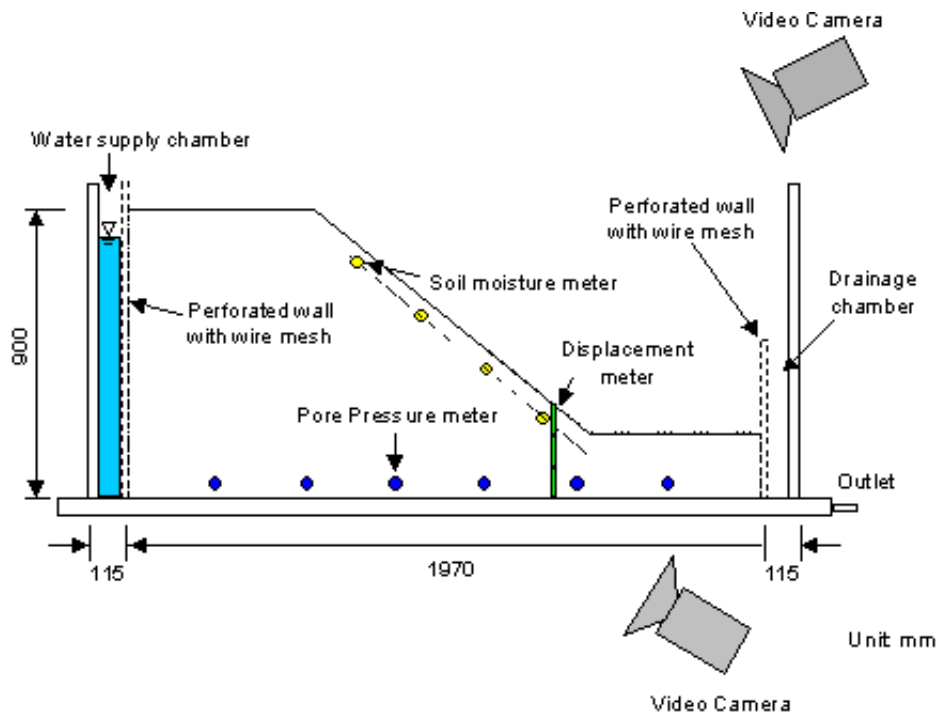 Video Camera
Water supply chamber
Perforated wall
with wire mesh
Soil moisture meter
Drainage
chamber
Perforated wall
with wire mesh
900
Displacement
meter
Pore Pressure meter
Outlet
115
1970
115
Unit: mm
Video Camera